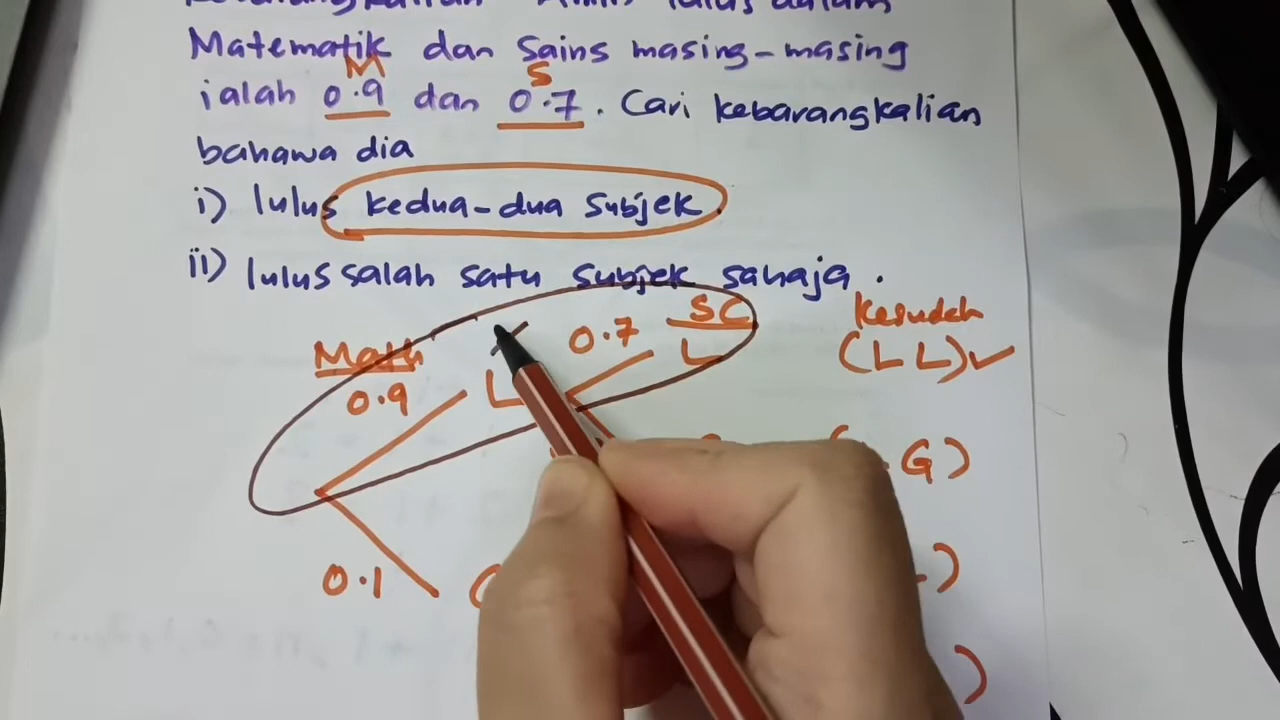 Matematik dan Sains masing-masing
M S
ialah 0.9 dan 0.7. Cari kebarangkalian
bahawa dia
i) lulus kedua-dua subjek.
ii) lulus salah satu subjek sahaja.
Math 0.7 SC Kesudah
0.9 L L (L L) ✓
G)
0.1